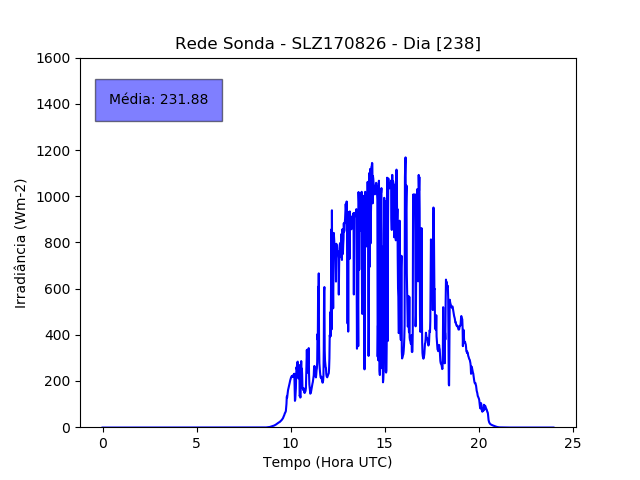 Rede Sonda - SLZ170826 - Dia [238]
1600
1400
1200
1000
800
600
400
200
0
Média: 231.88
Irradiância (Wm-2)
0 5 10 15 20 25
Tempo (Hora UTC)